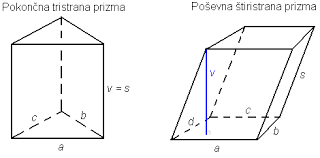 Pokončna tristrana prizma
v = s
c
b
a
Poševna štiristrana prizma
v
s
c
d
b
a